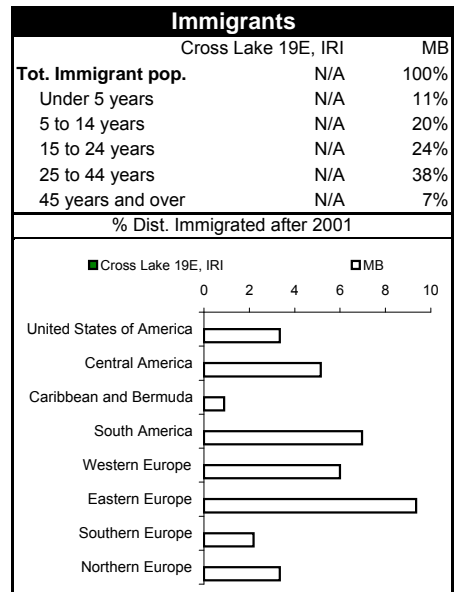 Immigrants
Cross Lake 19E, IRI MB
Tot. Immigrant pop. N/A 100%
Under 5 years N/A 11%
5 to 14 years N/A 20%
15 to 24 years N/A 24%
25 to 44 years N/A 38%
45 years and over N/A 7%
% Dist. Immigrated after 2001
Cross Lake 19E, IRI MB
0 2 4 6 8 10
United States of America
Central America
Caribbean and Bermuda
South America
Western Europe
Eastern Europe
Southern Europe
Northern Europe